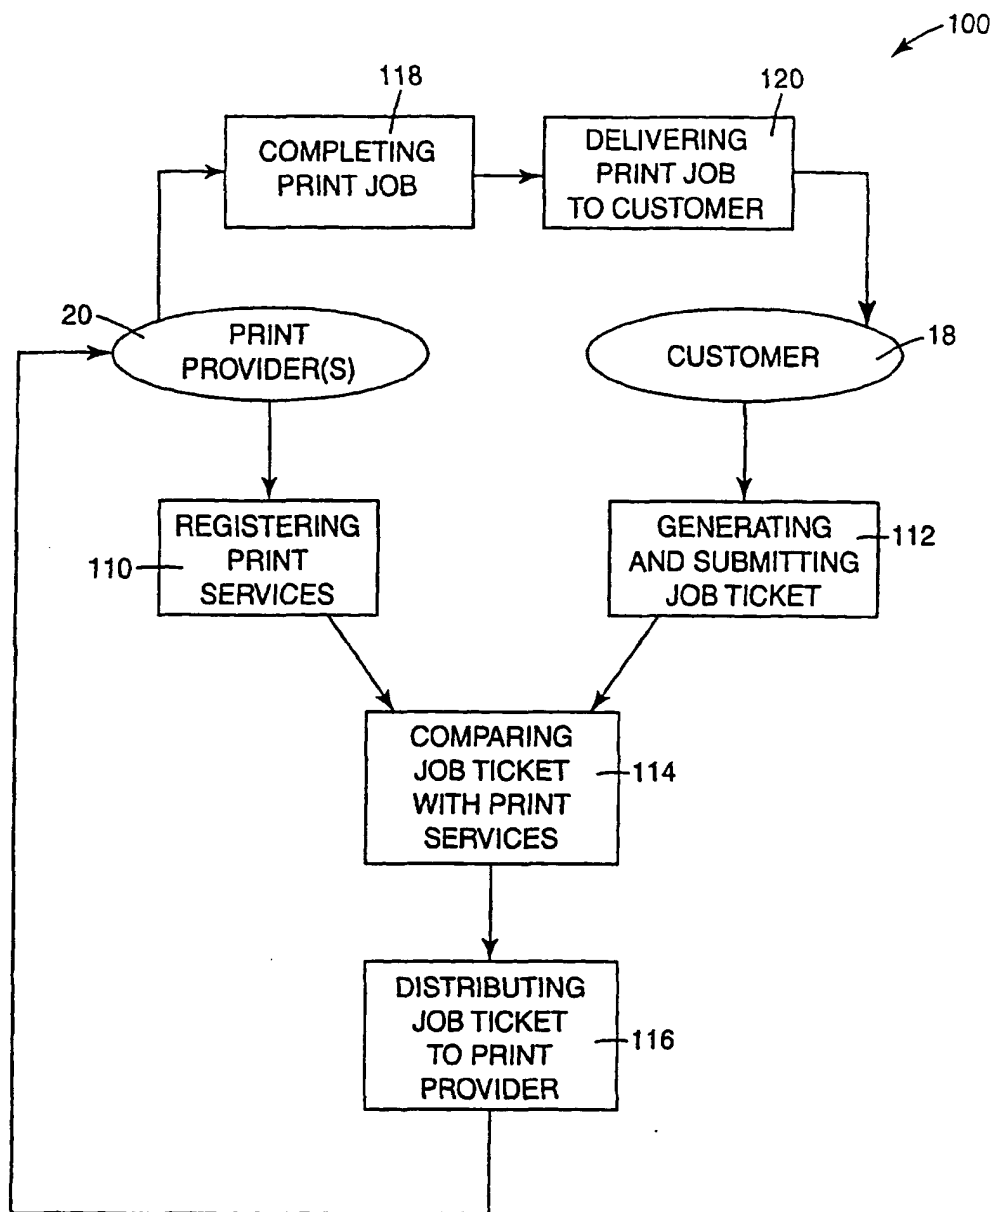 100
118
120
COMPLETING
PRINT JOB
DELIVERING
PRINT JOB
TO CUSTOMER
20
PRINT
PROVIDER(S)
CUSTOMER
18
REGISTERING
PRINT
SERVICES
110
GENERATING
AND SUBMITTING
JOB TICKET
112
COMPARING
JOB TICKET
WITH PRINT
SERVICES
114
DISTRIBUTING
JOB TICKET
TO PRINT
PROVIDER
116